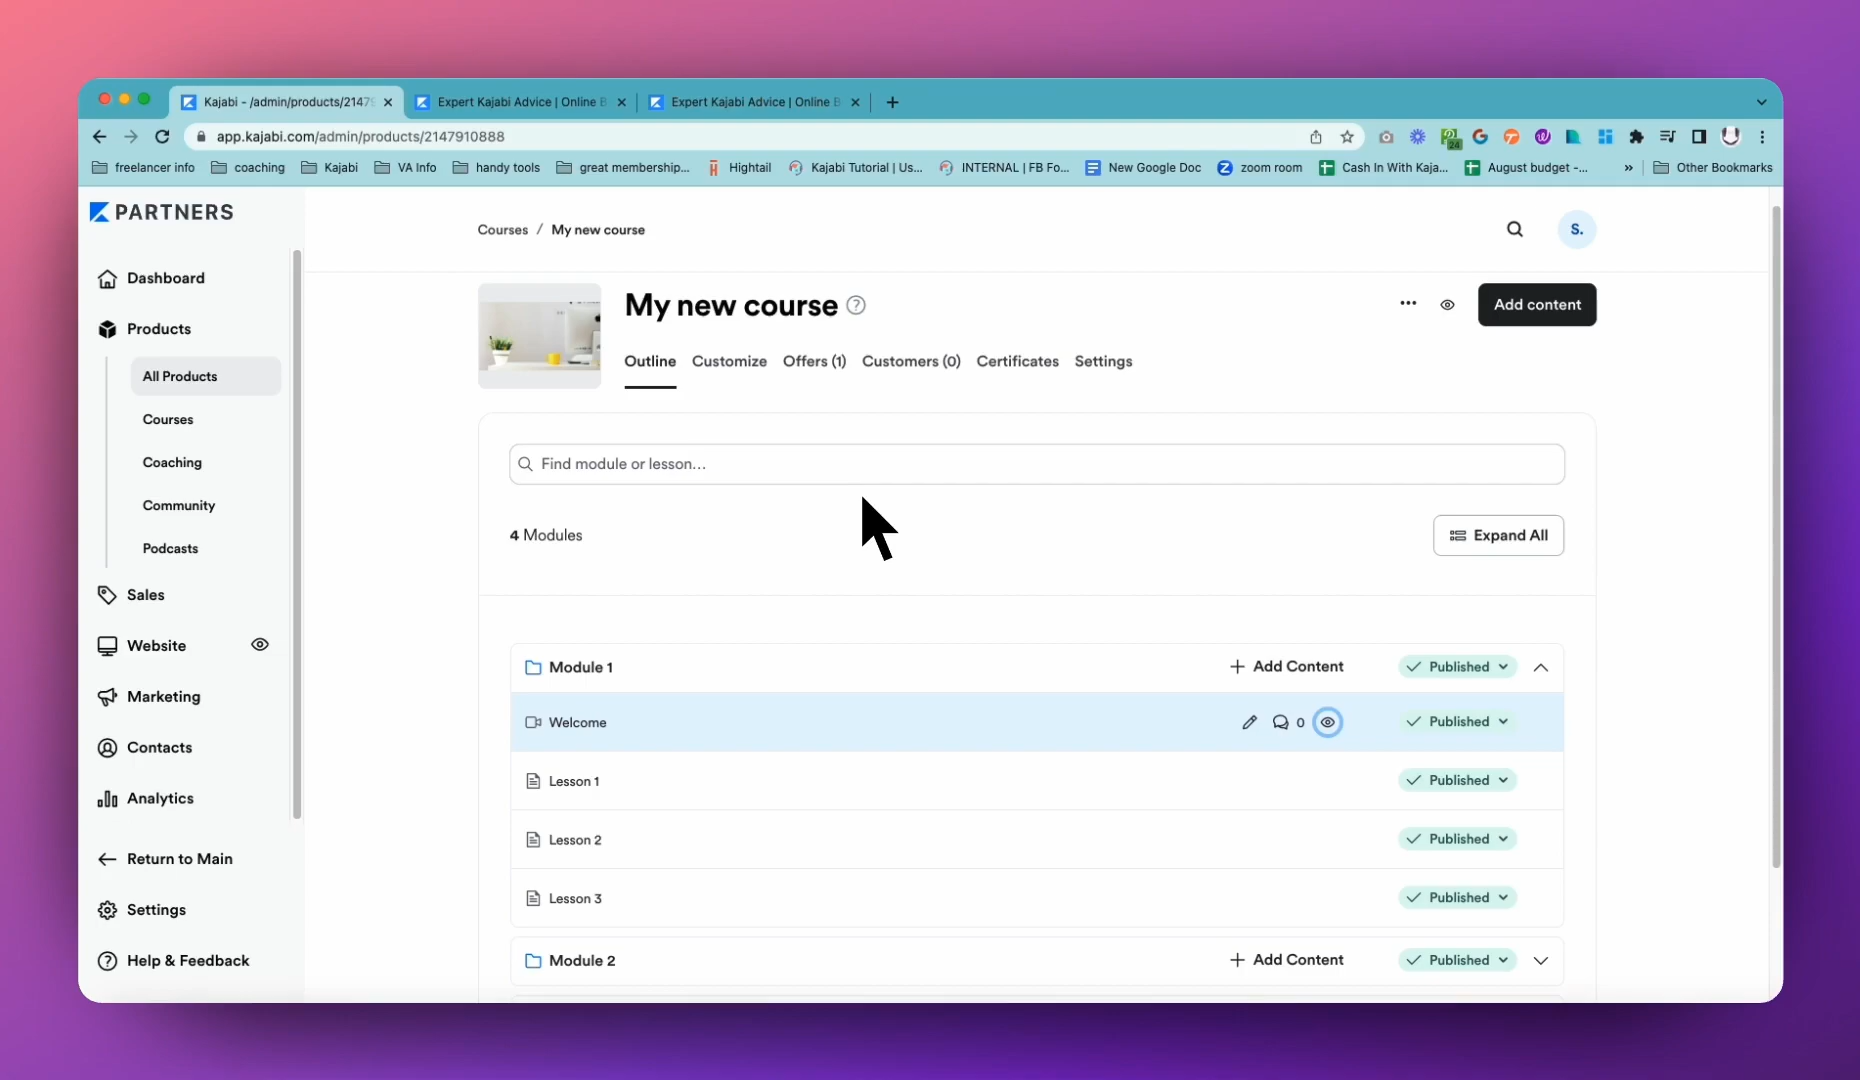 Kajabi - /admin/products/2147
Expert Kajabi Advice | Online B
Expert Kajabi Advice | Online B
app.kajabi.com/admin/products/2147910888
24
freelancer info
coaching
Kajabi
VA Info
handy tools
great membership...
Hightail
Kajabi Tutorial | Us...
INTERNAL | FB Fo...
New Google Doc
zoom room
Cash In With Kaja...
August budget -...
»
Other Bookmarks
PARTNERS
Dashboard
Products
All Products
Courses
Coaching
Community
Podcasts
Sales
Website
Marketing
Contacts
Analytics
Return to Main
Settings
Help & Feedback
Courses / My new course
S.
My new course
Add content
Outline Customize Offers (1) Customers (0) Certificates Settings
Find module or lesson...
4 Modules
Expand All
Module 1 + Add Content Published
Welcome 0 Published
Lesson 1 Published
Lesson 2 Published
Lesson 3 Published
Module 2 + Add Content Published